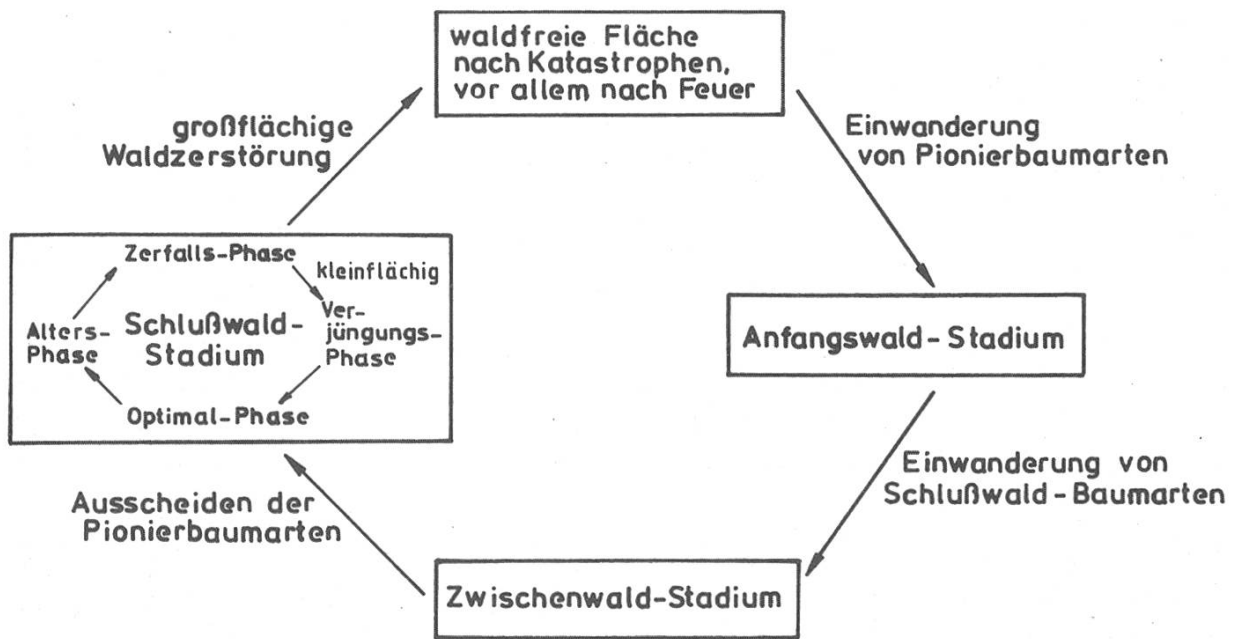 waldfreie Fläche
nach Katastrophen,
vor allem nach Feuer
großflächige
Waldzerstörung
Einwanderung
von Pionierbaumarten
Zerfalls-Phase
kleinflächig
Alters-
Phase
Schlußwald-
Stadium
Ver-
jüngungs-
Phase
Optimal-Phase
Anfangswald-Stadium
Einwanderung von
Schlußwald-Baumarten
Ausscheiden der
Pionierbaumarten
Zwischenwald-Stadium